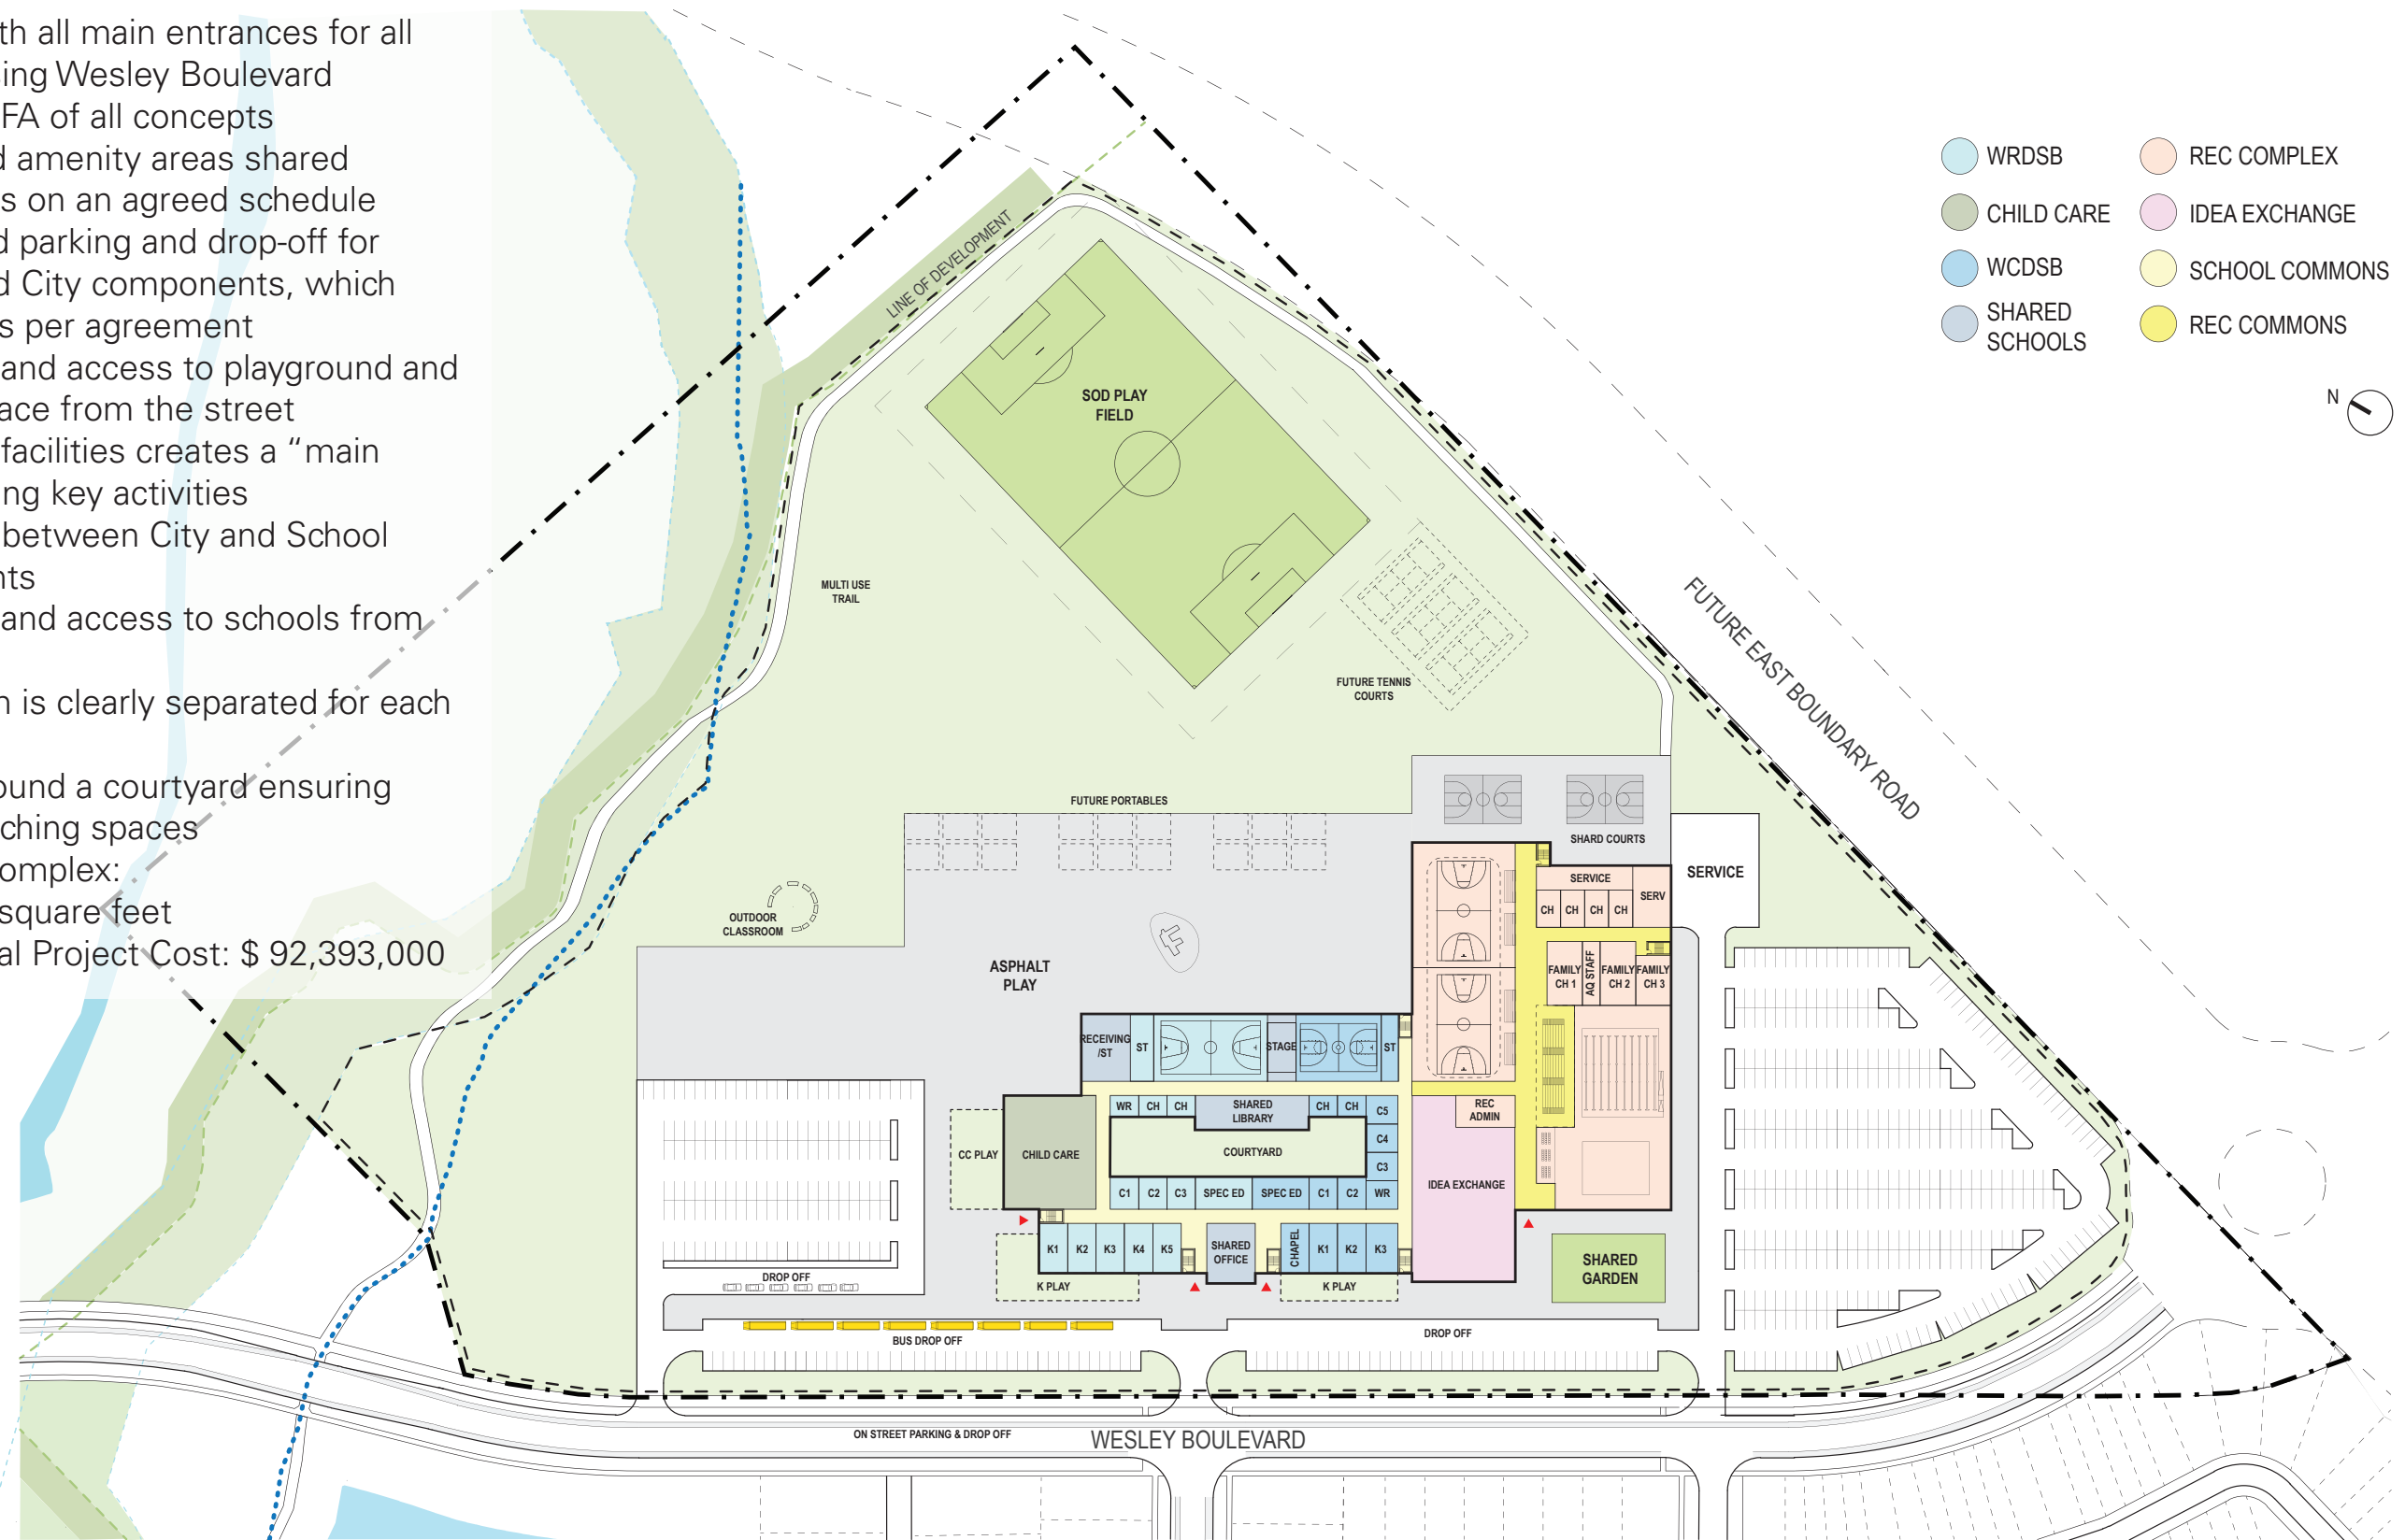 th all main entrances for all
ing Wesley Boulevard
FA of all concepts
d amenity areas shared
s on an agreed schedule
d parking and drop-off for
d City components, which
s per agreement
and access to playground and
ace from the street
facilities creates a “main
ng key activities
between City and School
nts
and access to schools from
n is clearly separated for each
ound a courtyard ensuring
ching spaces
omplex:
square feet
al Project Cost: $ 92,393,000
WRDSB
CHILD CARE
WCDSB
SHARED
SCHOOLS
REC COMPLEX
IDEA EXCHANGE
SCHOOL COMMONS
REC COMMONS
N
LINE OF DEVELOPMENT
SOD PLAY
FIELD
MULTI USE
TRAIL
FUTURE TENNIS
COURTS
FUTURE EAST BOUNDARY ROAD
FUTURE PORTABLES
SHARD COURTS
SERVICE
SERVICE
SERV
CH
CH
CH
CH
OUTDOOR
CLASSROOM
ASPHALT
PLAY
FAMILY
CH 1
AQ STAFF
FAMILY
CH 2
FAMILY
CH 3
RECEIVING
/ST
ST
STAGE
ST
WR
CH
CH
SHARED
LIBRARY
CH
CH
C5
C4
C3
REC
ADMIN
CC PLAY
CHILD CARE
COURTYARD
IDEA EXCHANGE
C1
C2
C3
SPEC ED
SPEC ED
C1
C2
WR
K1
K2
K3
K4
K5
SHARED
OFFICE
CHAPEL
K1
K2
K3
SHARED
GARDEN
DROP OFF
K PLAY
K PLAY
BUS DROP OFF
DROP OFF
ON STREET PARKING & DROP OFF
WESLEY BOULEVARD